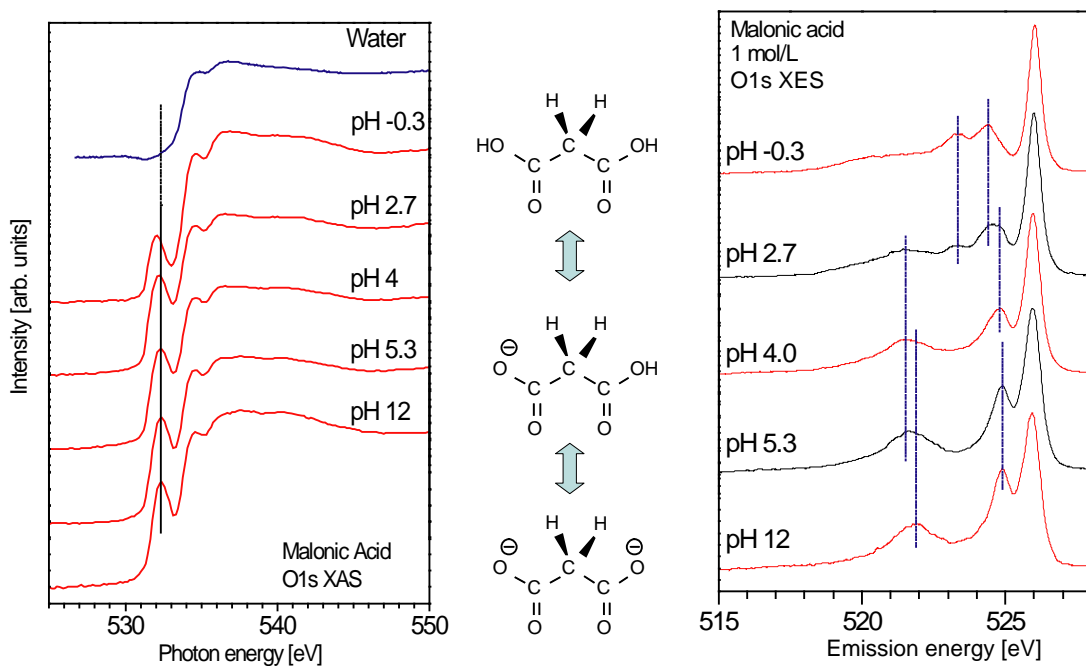 Water
pH -0.3
pH 2.7
pH 4
pH 5.3
pH 12
Malonic Acid
O1s XAS
Intensity [arb. units]
530
540
550
Photon energy [eV]
H H
HO OH
C C C
O O
H H
⊖
O OH
C C C
O O
H H
⊖ ⊖
O O
C C C
O O
Malonic acid
1 mol/L
O1s XES
pH -0.3
pH 2.7
pH 4.0
pH 5.3
pH 12
515
520
525
Emission energy [eV]